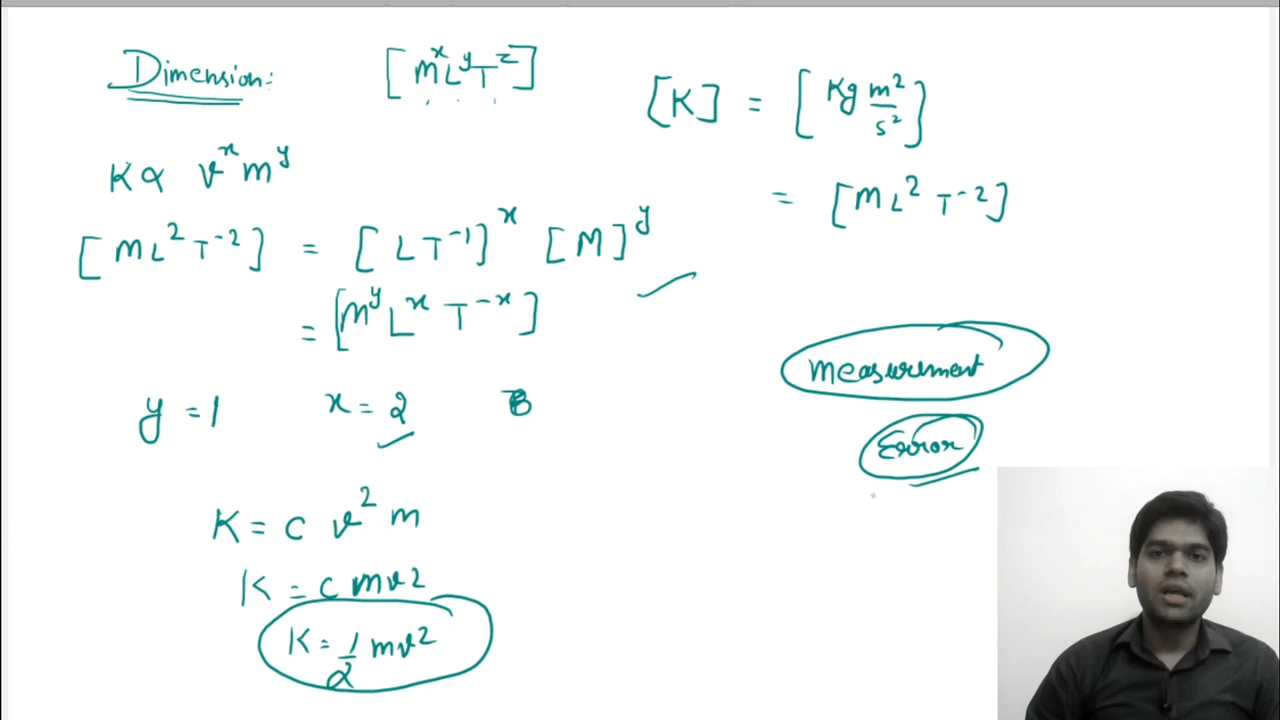 Dimension: [M^x L^y T^z]
[K] = [Kg m²/s²]
= [M L² T⁻²]
K ∝ v^x m^y
[M L² T⁻²] = [L T⁻¹]^x [M]^y
= [M^y L^x T^-x]
y = 1 x = 2
K = c v² m
K = c mv²
K = 1/2 mv²
Measurement
Error